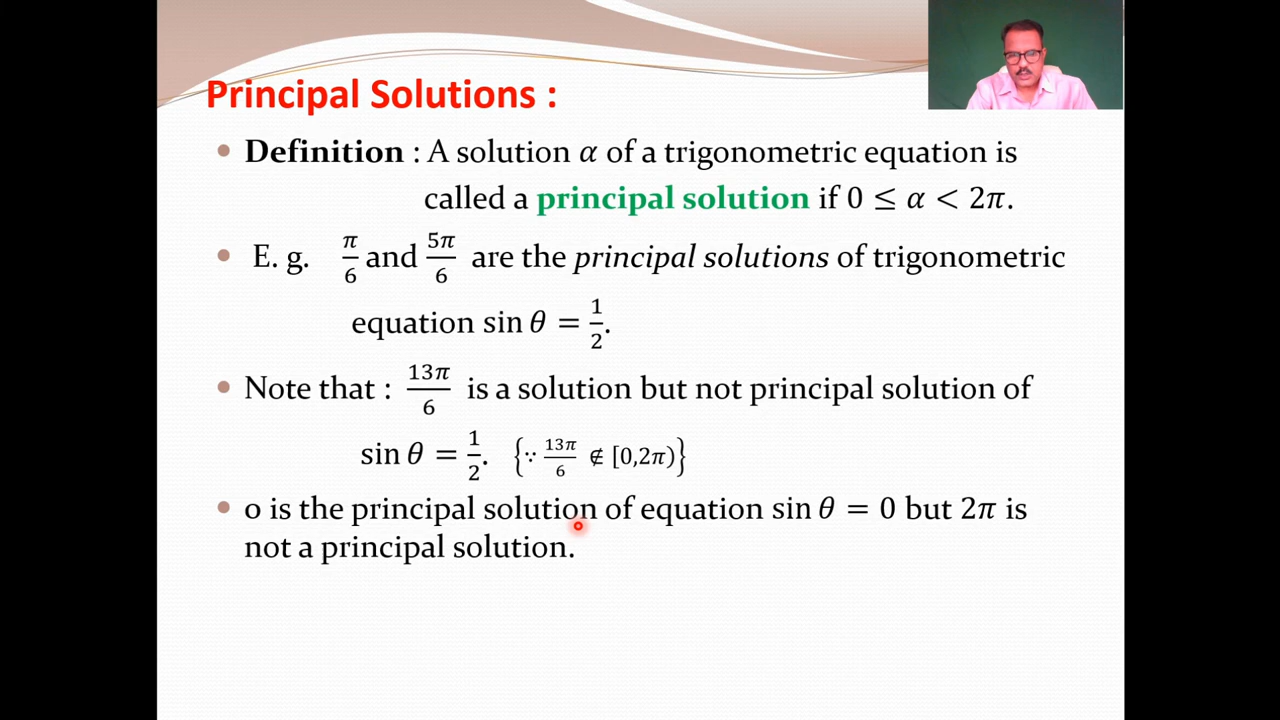 Principal Solutions :
• Definition : A solution α of a trigonometric equation is
called a principal solution if 0 ≤ α < 2π.
• E. g. π/6 and 5π/6 are the principal solutions of trigonometric
equation sin θ = 1/2.
• Note that : 13π/6 is a solution but not principal solution of
sin θ = 1/2. {∵ 13π/6 ∉ [0,2π)}
• 0 is the principal solution of equation sin θ = 0 but 2π is
not a principal solution.